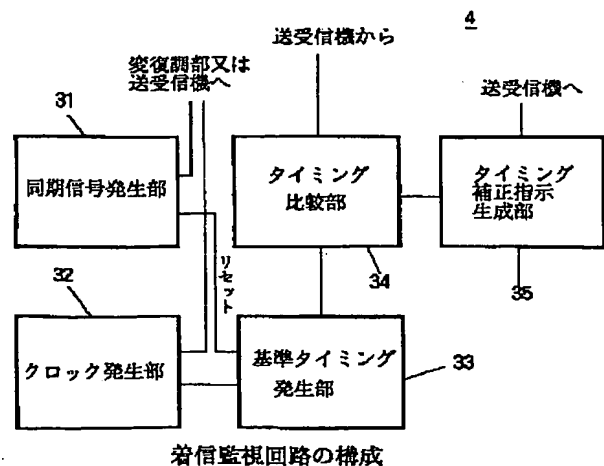 4
送受信機から
変復調部又は
送受信機へ
送受信機へ
31
同期信号発生部
タイミング
比較部
タイミング
補正指示
生成部
リセット
34
35
32
クロック発生部
基準タイミング
発生部
33
着信監視回路の構成